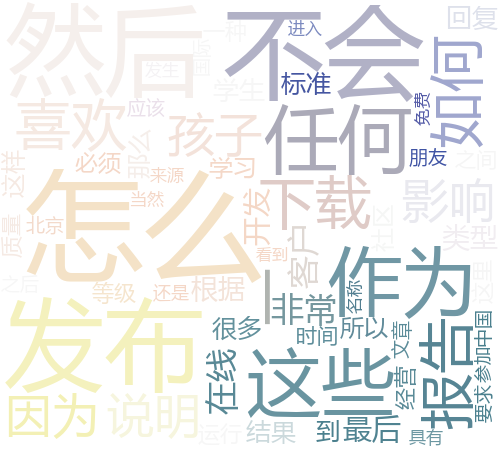 然后
不会
一种
进入
回复
发生
标准
学生
如何
应该
免费
喜欢
孩子
任何
那么
朋友
之间
必须
学习
这样
来源
下载
影响
怎么
当然
开发
社区
质量
北京
客户
类型
看到
作为
这里
之后
等级
还是
根据
一
非常
名称
发布
很多
时间
所以
文章
中国
参加
要求
报告
在线
这些
经营
因为
说明
运行
结果
到
最后
具有